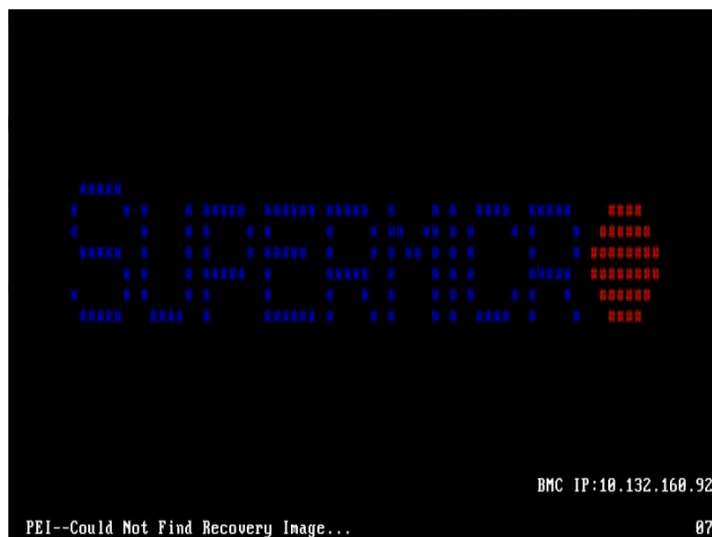 SUPERMICR
BMC IP:10.132.160.92
PEI--Could Not Find Recovery Image... 07